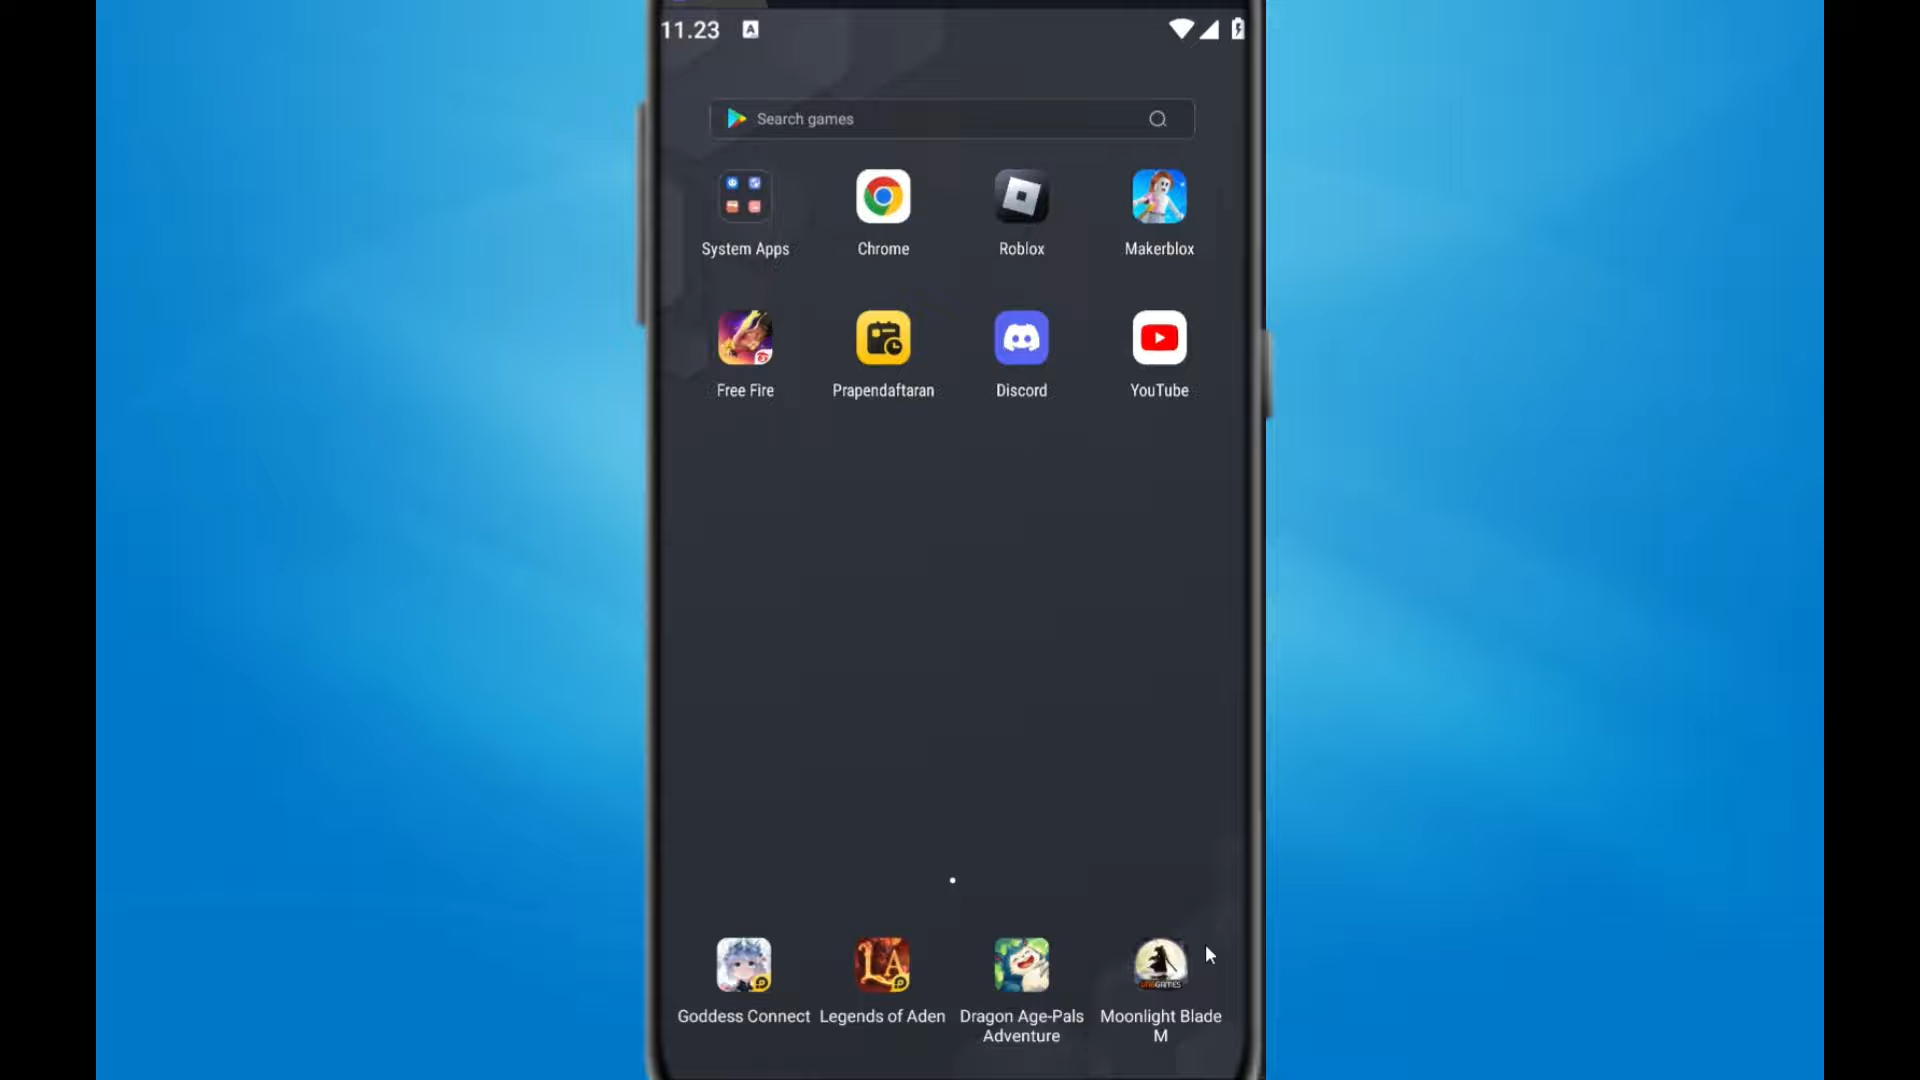 11.23
Search games
System Apps
Chrome
Roblox
Makerblox
Free Fire
Prapendaftaran
Discord
YouTube
Goddess Connect
Legends of Aden
Dragon Age-Pals
Adventure
Moonlight Blade
M